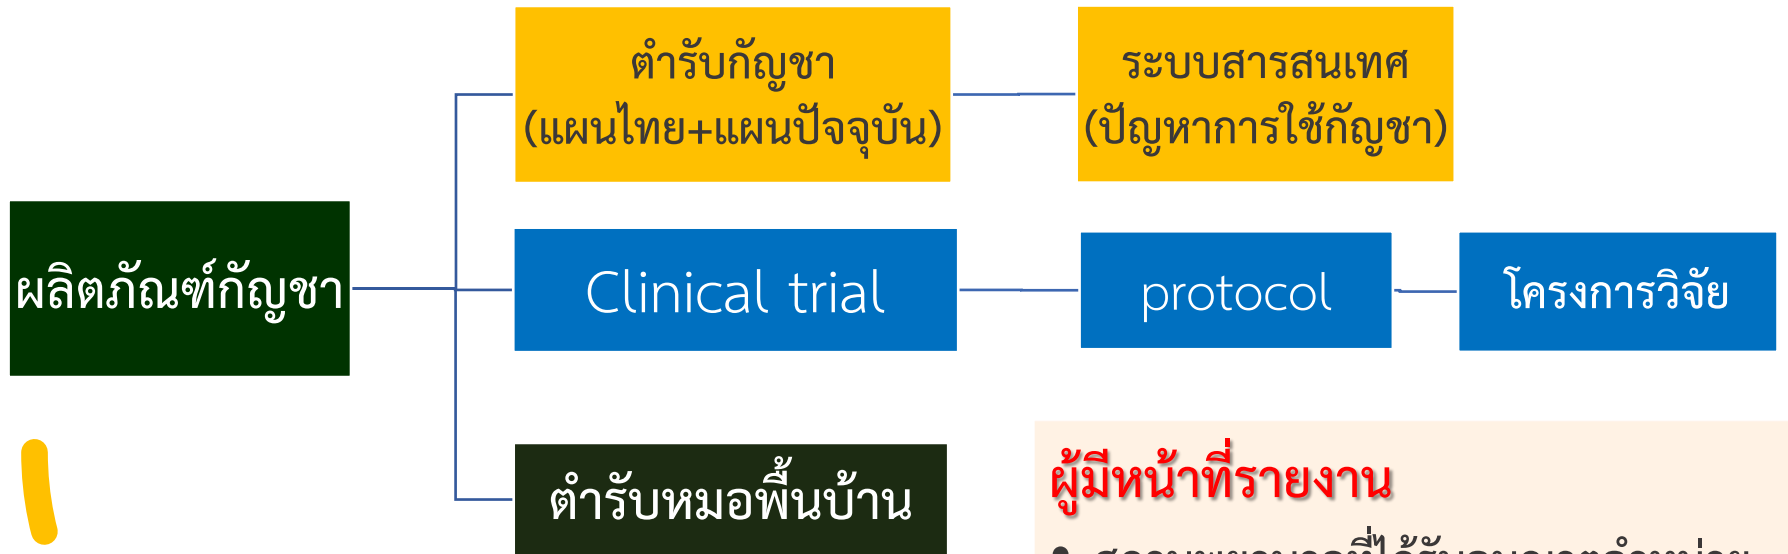 ตำรับกัญชา
(แผนไทย+แผนปัจจุบัน)
ระบบสารสนเทศ
(ปัญหาการใช้กัญชา)
ผลิตภัณฑ์กัญชา
Clinical trial
protocol
โครงการวิจัย
ตำรับหมอพื้นบ้าน
ผู้มีหน้าที่รายงาน